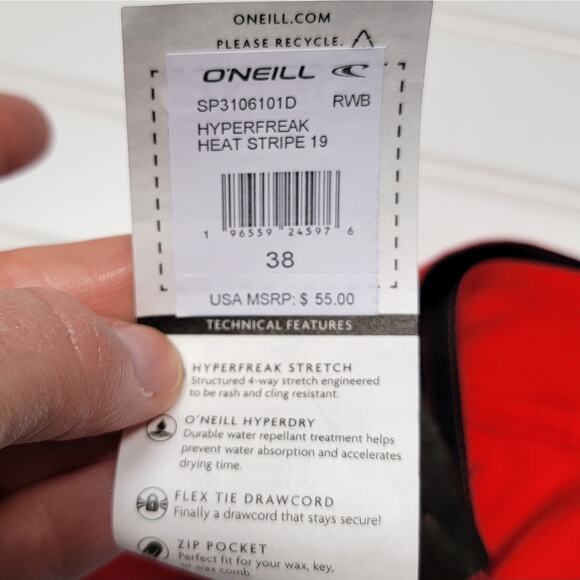 ONEILL.COM
PLEASE RECYCLE.
O'NEILL
SP3106101D RWB
HYPERFREAK
HEAT STRIPE 19
1 96559 24597 6
38
USA MSRP: $ 55.00
TECHNICAL FEATURES
HYPERFREAK STRETCH
Structured 4-way stretch engineered
to be rash and cling resistant.
O'NEILL HYPERDRY
Durable water repellant treatment helps
prevent water absorption and accelerates
drying time.
FLEX TIE DRAWCORD
Finally a drawcord that stays secure!
ZIP POCKET
Perfect fit for your wax, key,
or wax comb